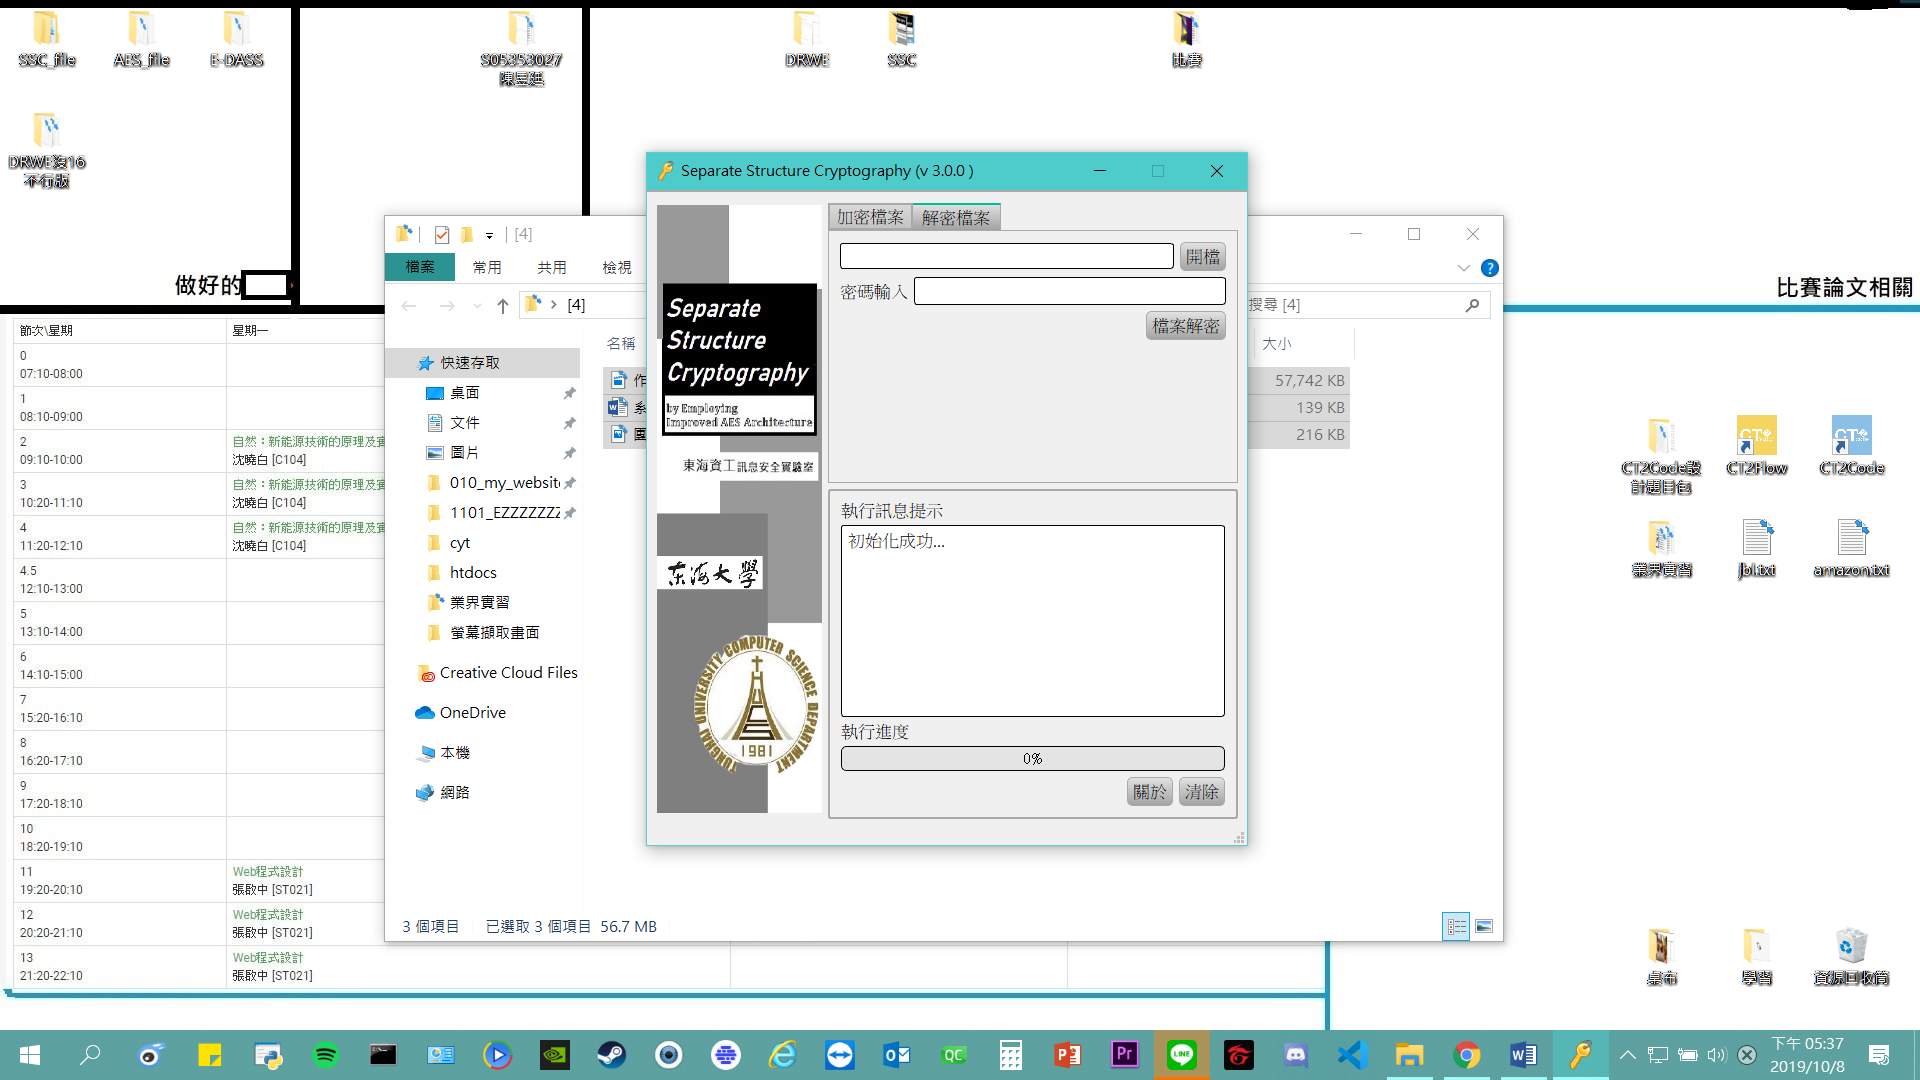 SSC_file
AES_file
E-DASS
S05353027
陳昱廷
DRWE
SSC
比賽
DRWE沒16
不行版
做好的
比賽論文相關
節次\星期
星期一
0
07:10-08:00
1
08:10-09:00
2
09:10-10:00
自然：新能源技術的原理及實
沈曉白 [C104]
3
10:20-11:10
自然：新能源技術的原理及實
沈曉白 [C104]
4
11:20-12:10
自然：新能源技術的原理及實
沈曉白 [C104]
4.5
12:10-13:00
5
13:10-14:00
6
14:10-15:00
7
15:20-16:10
8
16:20-17:10
9
17:20-18:10
10
18:20-19:10
11
19:20-20:10
Web程式設計
張啟中 [ST021]
12
20:20-21:10
Web程式設計
張啟中 [ST021]
13
21:20-22:10
Web程式設計
張啟中 [ST021]
[4]
檔案
常用
共用
檢視
[4]
搜尋 [4]
名稱
大小
快速存取
桌面
文件
圖片
010_my_websit
1101_EZZZZZZZ
cyt
htdocs
業界實習
螢幕擷取畫面
Creative Cloud Files
OneDrive
本機
網路
作
57,742 KB
系
139 KB
團
216 KB
3 個項目
已選取 3 個項目 56.7 MB
Separate Structure Cryptography (v 3.0.0 )
加密檔案
解密檔案
開檔
密碼輸入
檔案解密
Separate
Structure
Cryptography
by Employing
Improved AES Architecture
東海資工訊息安全實驗室
东海大學
TUNGHAI UNIVERSITY COMPUTER SCIENCE DEPARTMENT
1981
執行訊息提示
初始化成功...
執行進度
0%
關於
清除
CT2Code設
計題目包
CT2Flow
CT2Code
業界實習
jbl.txt
amazon.txt
桌布
學習
資源回收筒
QC
Pr
LINE
下午 05:37
2019/10/8